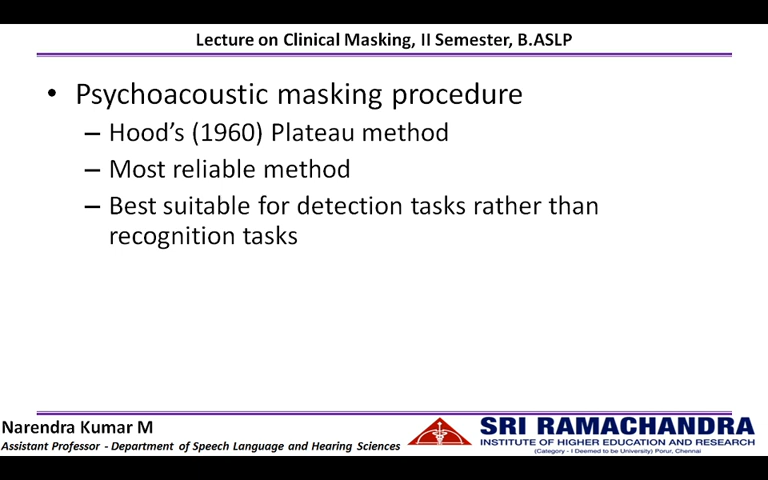 Lecture on Clinical Masking, II Semester, B.ASLP
• Psychoacoustic masking procedure
– Hood's (1960) Plateau method
– Most reliable method
– Best suitable for detection tasks rather than
recognition tasks
Narendra Kumar M
Assistant Professor - Department of Speech Language and Hearing Sciences
SRI RAMACHANDRA
INSTITUTE OF HIGHER EDUCATION AND RESEARCH
(Category - I Deemed to be University) Porur, Chennai